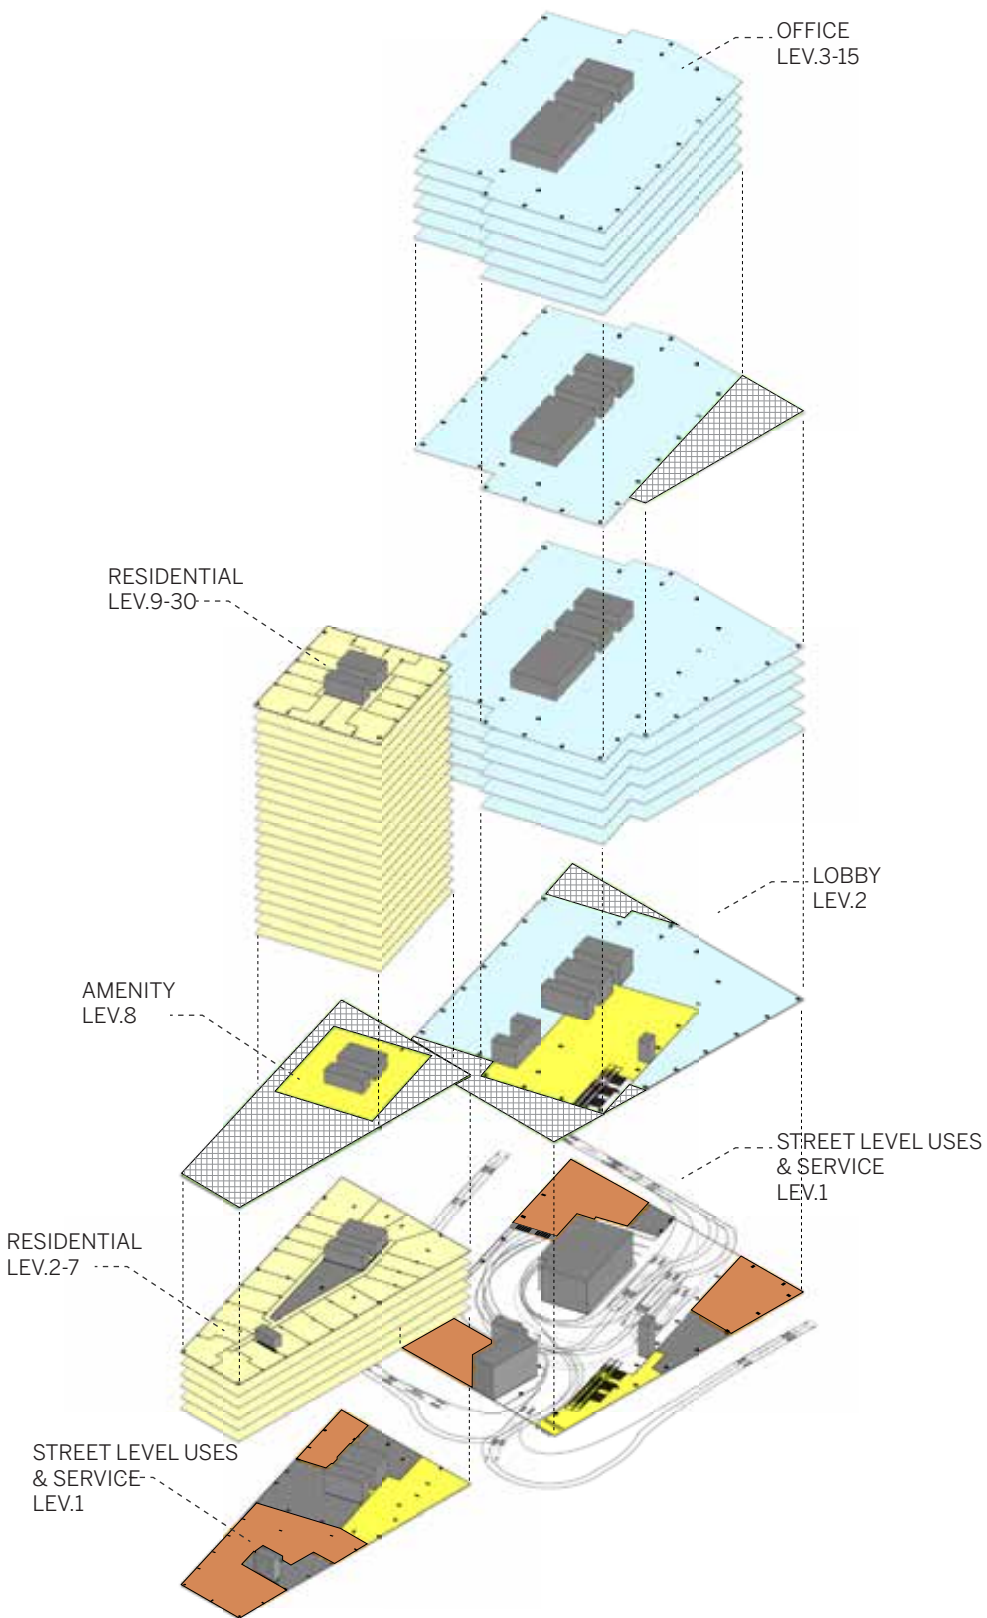 OFFICE
LEV.3-15
RESIDENTIAL
LEV.9-30
LOBBY
LEV.2
AMENITY
LEV.8
STREET LEVEL USES
& SERVICE
LEV.1
RESIDENTIAL
LEV.2-7
STREET LEVEL USES
& SERVICE
LEV.1